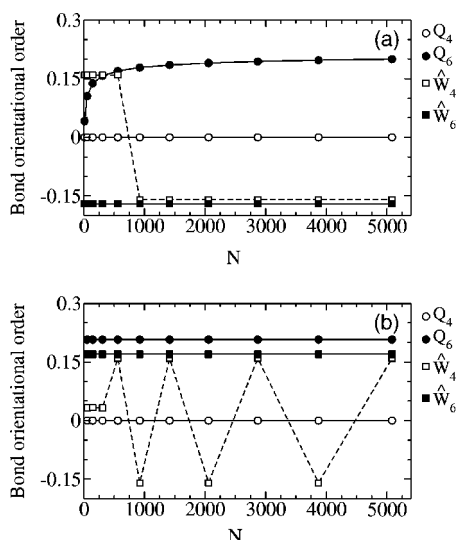 (a)
Bond orientational order
0.3
0.15
0
-0.15
0 1000 2000 3000 4000 5000
N
Q4
Q6
Ŵ4
Ŵ6
(b)
Bond orientational order
0.3
0.15
0
-0.15
0 1000 2000 3000 4000 5000
N
Q4
Q6
Ŵ4
Ŵ6